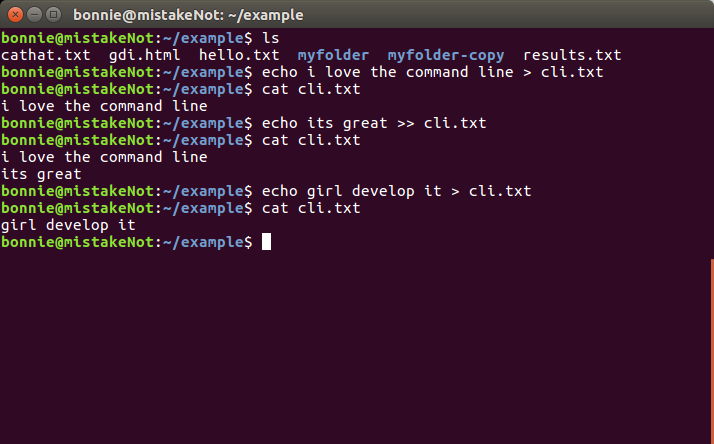 bonnie@mistakeNot: ~/example
bonnie@mistakeNot:~/example$ ls
cathat.txt  gdi.html  hello.txt  myfolder  myfolder-copy  results.txt
bonnie@mistakeNot:~/example$ echo i love the command line > cli.txt
bonnie@mistakeNot:~/example$ cat cli.txt
i love the command line
bonnie@mistakeNot:~/example$ echo its great >> cli.txt
bonnie@mistakeNot:~/example$ cat cli.txt
i love the command line
its great
bonnie@mistakeNot:~/example$ echo girl develop it > cli.txt
bonnie@mistakeNot:~/example$ cat cli.txt
girl develop it
bonnie@mistakeNot:~/example$